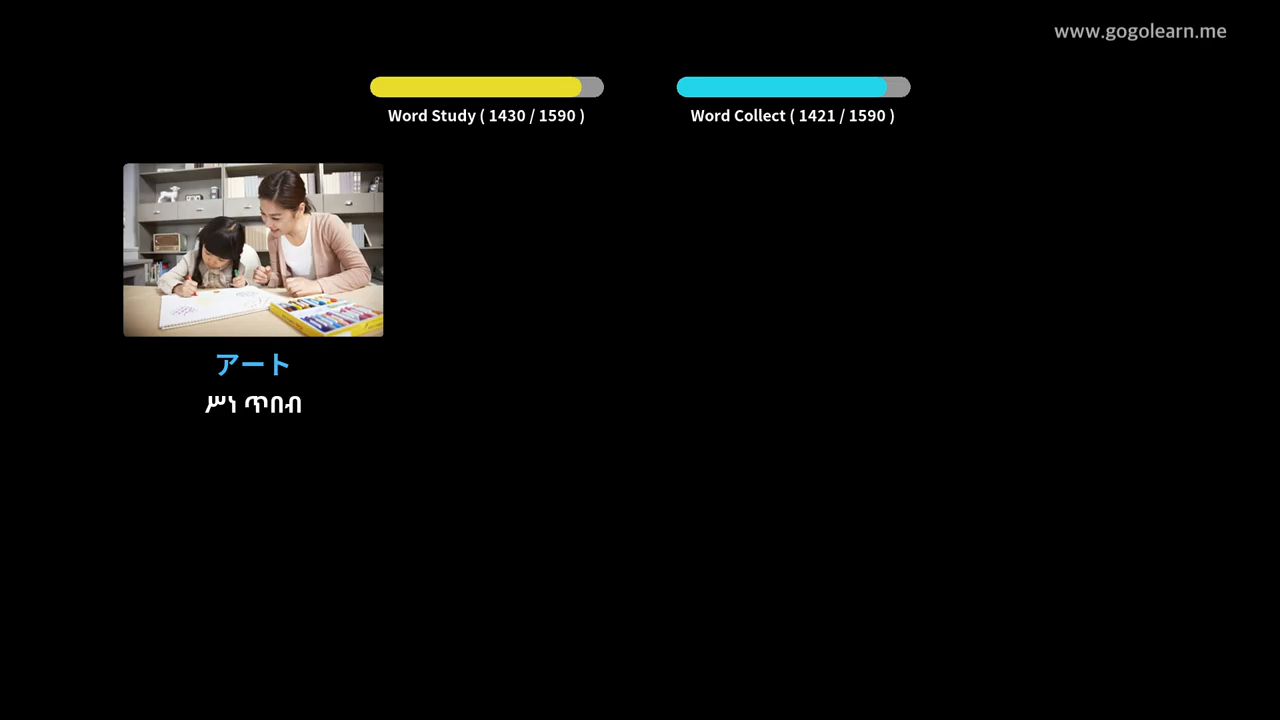 www.gogolearn.me
Word Study ( 1430 / 1590 )
Word Collect ( 1421 / 1590 )
アート
ሥነ ጥበብ